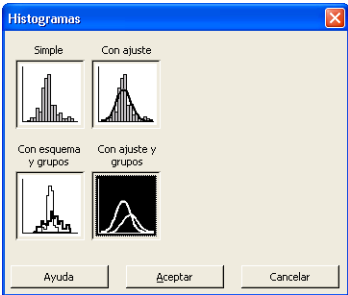 Histogramas
Simple
Con ajuste
Con esquema
y grupos
Con ajuste y
grupos
Ayuda
Aceptar
Cancelar